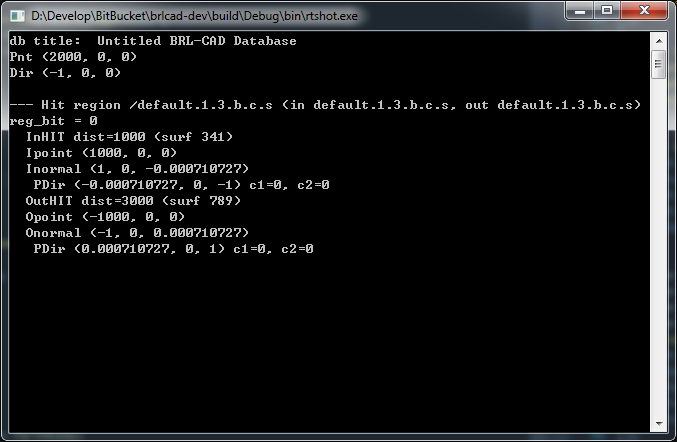 D:\Develop\BitBucket\brlcad-dev\build\Debug\bin\rtshot.exe
db title:  Untitled BRL-CAD Database
Pnt (2000, 0, 0)
Dir (-1, 0, 0)
--- Hit region /default.1.3.b.c.s (in default.1.3.b.c.s, out default.1.3.b.c.s)
reg_bit = 0
  InHIT dist=1000 (surf 341)
  Ipoint (1000, 0, 0)
  Inormal (1, 0, -0.000710727)
   PDir (-0.000710727, 0, -1) c1=0, c2=0
  OutHIT dist=3000 (surf 789)
  Opoint (-1000, 0, 0)
  Onormal (-1, 0, 0.000710727)
   PDir (0.000710727, 0, 1) c1=0, c2=0